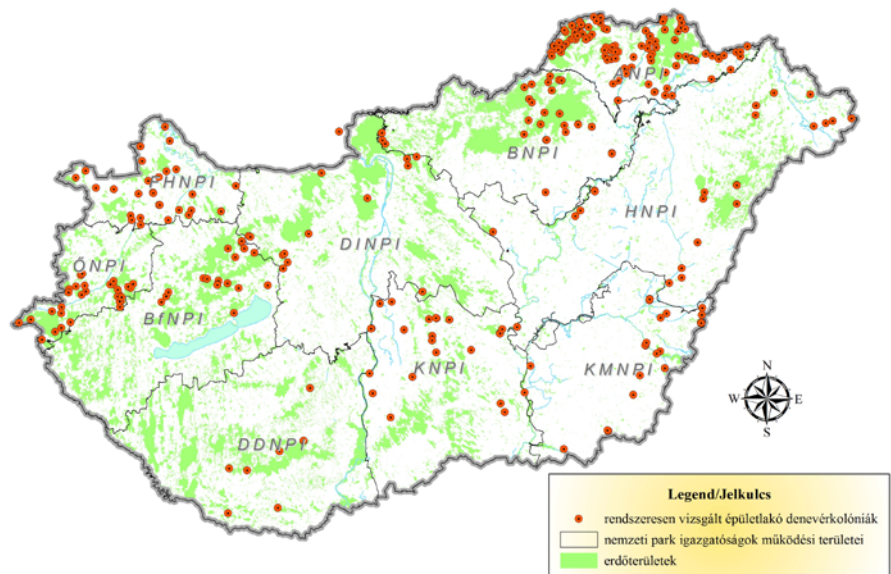 ANPI
BNPI
FHNPI
HNPI
DINPI
ŐNPI
BfNPI
KNPI
KMNPI
DDNPI
N
W
E
S
Legend/Jelkulcs
rendszeresen vizsgált épületlakó denevérkolóniák
nemzeti park igazgatóságok működési területei
erdőterületek